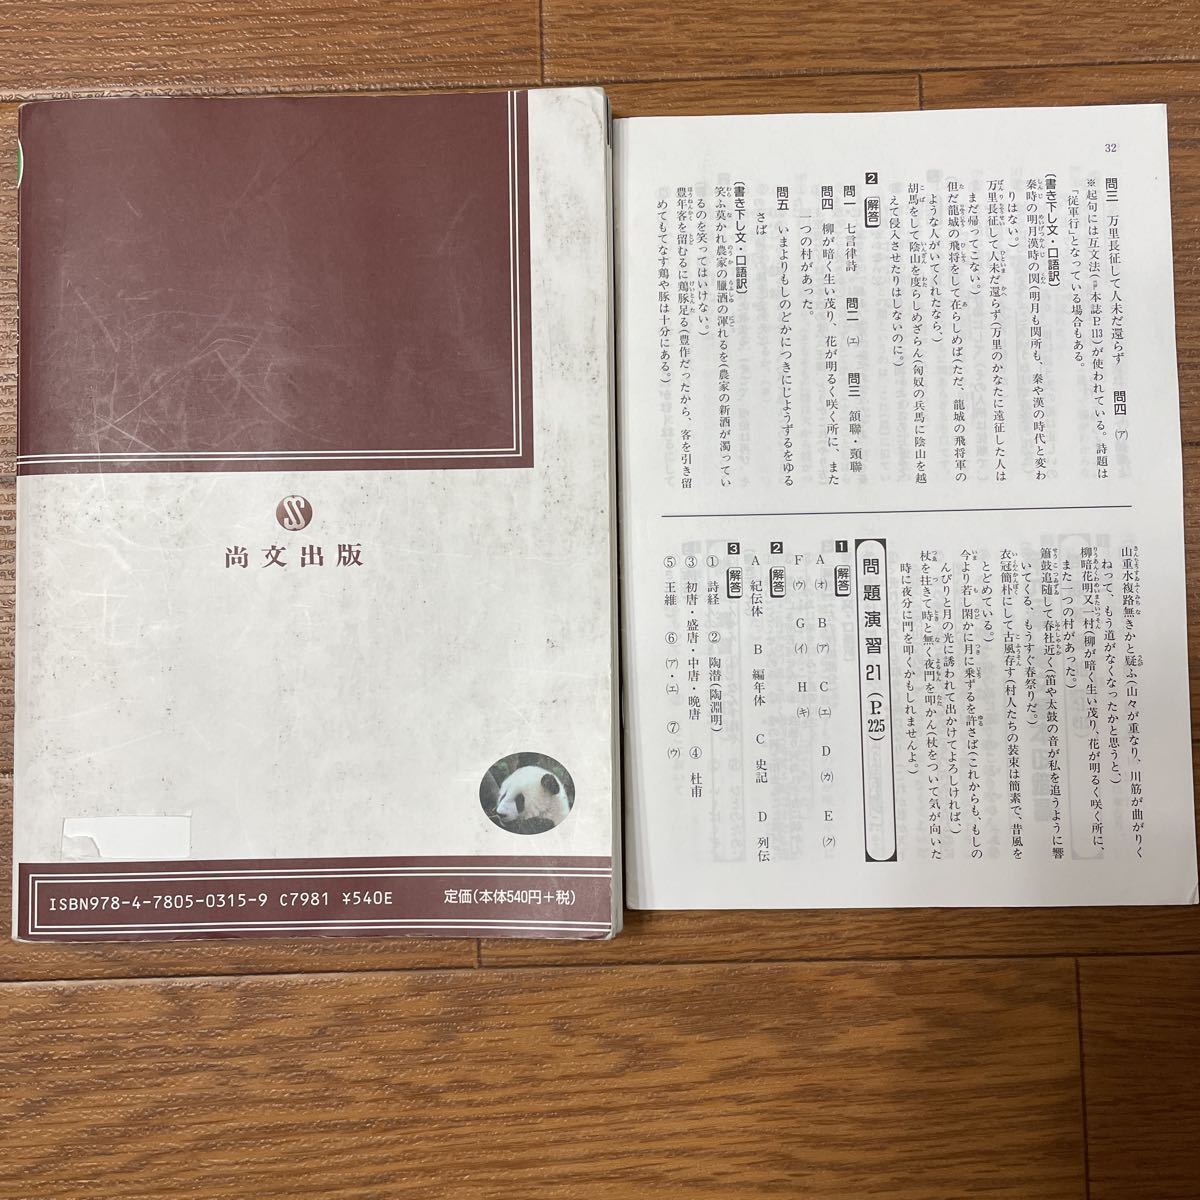 尚文出版
ISBN978-4-7805-0315-9 C7981 ¥540E
定価(本体540円+税)
32
問三 万里長征して人未だ還らず 問四 (ア)
※起句には互文法(☞本誌P.113)が使われている。詩題は
「従軍行」となっている場合もある。
〔書き下し文・口語訳〕
秦時の明月漢時の関(明月も関所も、秦や漢の時代と変わ
りはない。)
万里長征して人未だ還らず(万里のかなたに遠征した人は
まだ帰ってこない。)
但だ龍城の飛将をして在らしめば(ただ、龍城の飛将軍の
ような人がいてくれたなら、)
胡馬をして陰山を度らしめざらん(匈奴の兵馬に陰山を越
えて侵入させたりはしないのに。)
2 解答
問一 七言律詩 問二 (エ) 問三 頷聯・頸聯
問四 柳が暗く生い茂り、花が明るく咲く所に、また
一つの村があった。
問五 いまよりもしのどかにつきにじようずるをゆる
さば
〔書き下し文・口語訳〕
笑ふ莫かれ農家の臘酒の渾れるを(農家の新酒が濁ってい
るのを笑ってはいけない。)
豊年客を留むるに鶏豚足る(豊作だったから、客を引き留
めてもてなす鶏や豚は十分にある。)
山重水複路無きかと疑ふ(山々が重なり、川筋が曲がりく
ねって、もう道がなくなったかと思うと、)
柳暗花明又一村(柳が暗く生い茂り、花が明るく咲く所に、
また一つの村があった。)
簫鼓追随して春社近く(笛や太鼓の音が私を追うように響
いてくる、もうすぐ春祭りだ。)
衣冠簡朴にして古風存す(村人たちの装束は簡素で、昔風を
とどめている。)
今より若し閑かに月に乗ずるを許さば(これからも、もしの
んびりと月の光に誘われて出かけてよろしければ、)
杖を拄きて時と無く夜門を叩かん(杖をついて気が向いた
時に夜分に門を叩くかもしれませんよ。)
問題演習21(P.225)
1 解答
A (オ) B (ア) C (エ) D (カ) E (ク)
F (ウ) G (イ) H (キ)
2 解答
A 紀伝体 B 編年体 C 史記 D 列伝
3 解答
① 詩経 ② 陶潜(陶淵明)
③ 初唐・盛唐・中唐・晩唐 ④ 杜甫
⑤ 王維 ⑥ (ア)・(エ) ⑦ (ウ)